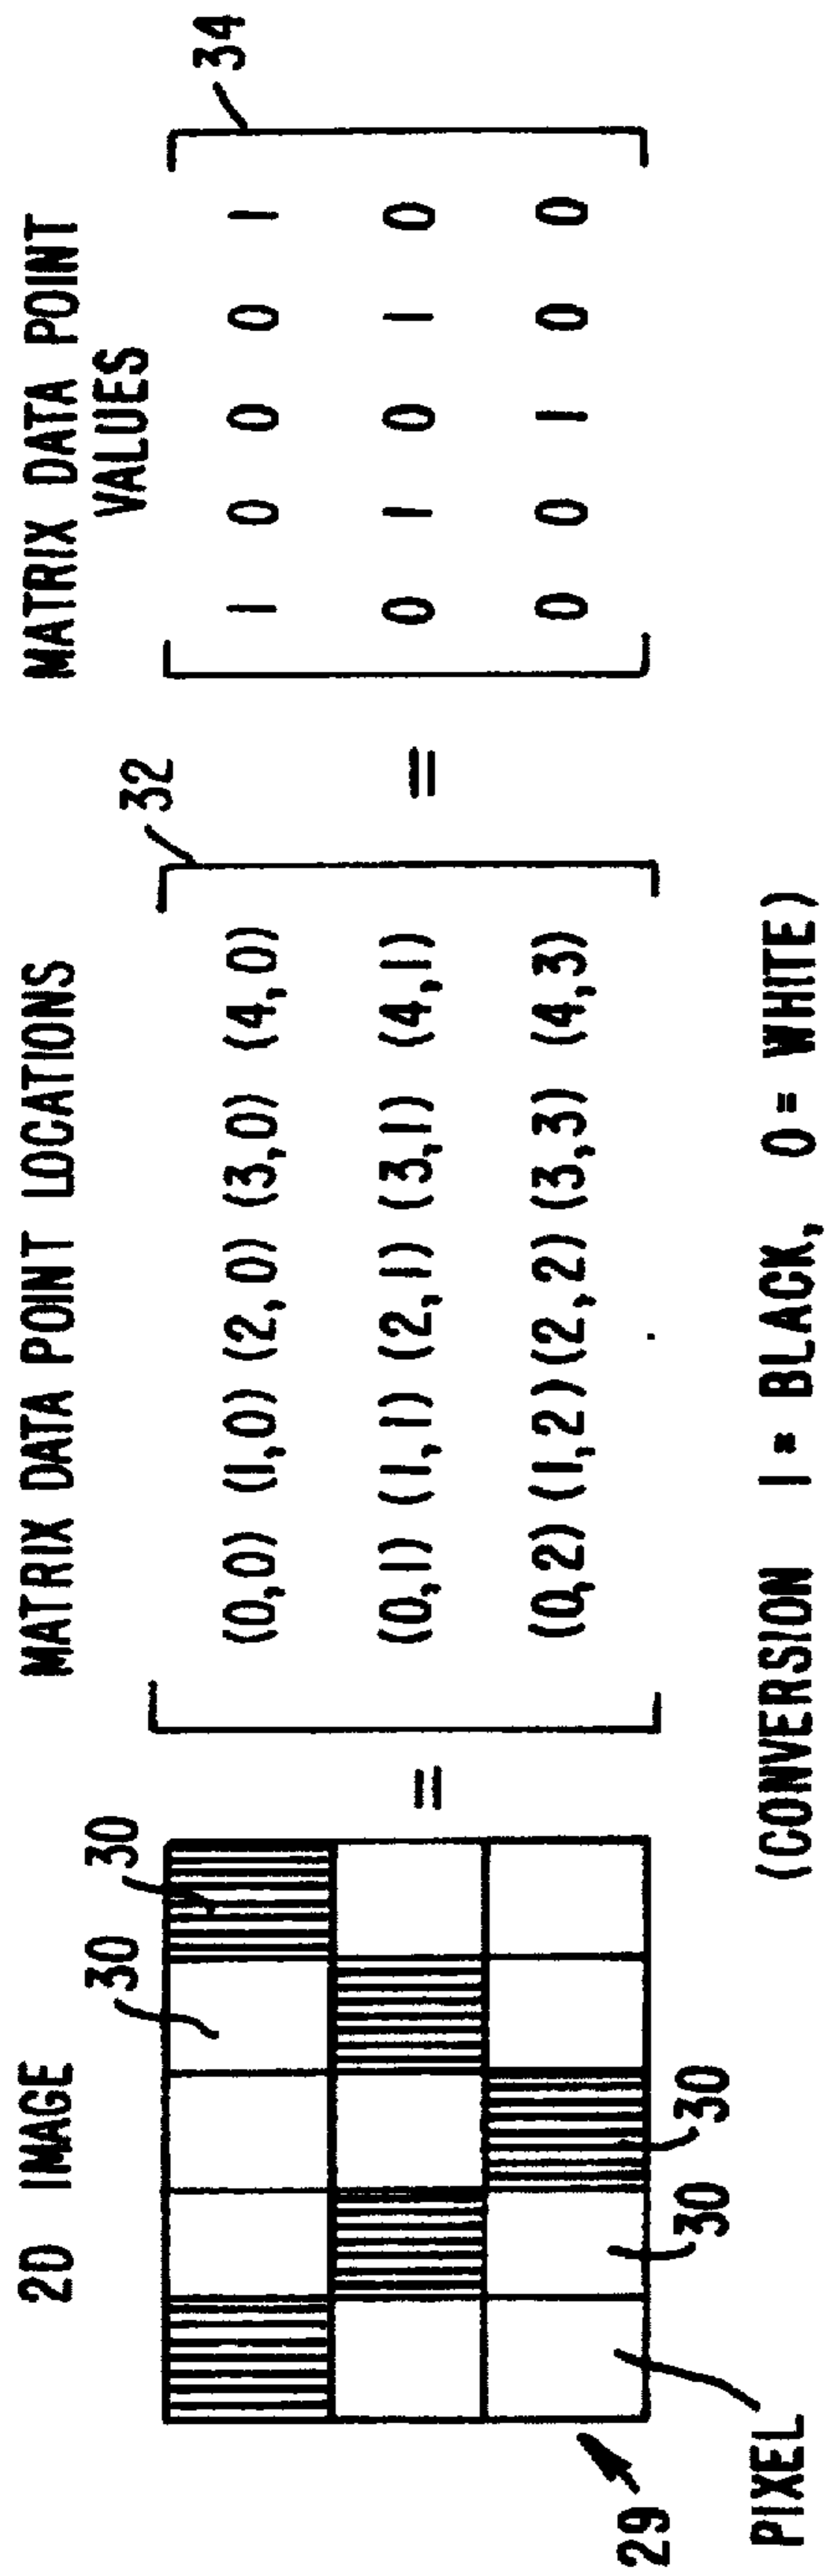 2D IMAGE
30 30
29
PIXEL
30 30
=
MATRIX DATA POINT LOCATIONS
32
(0,0) (1,0) (2,0) (3,0) (4,0)
(0,1) (1,1) (2,1) (3,1) (4,1)
(0,2) (1,2) (2,2) (3,3) (4,3)
=
MATRIX DATA POINT
VALUES
34
1 0 0 0 1
0 1 0 1 0
0 0 1 0 0
(CONVERSION 1 = BLACK, 0 = WHITE)